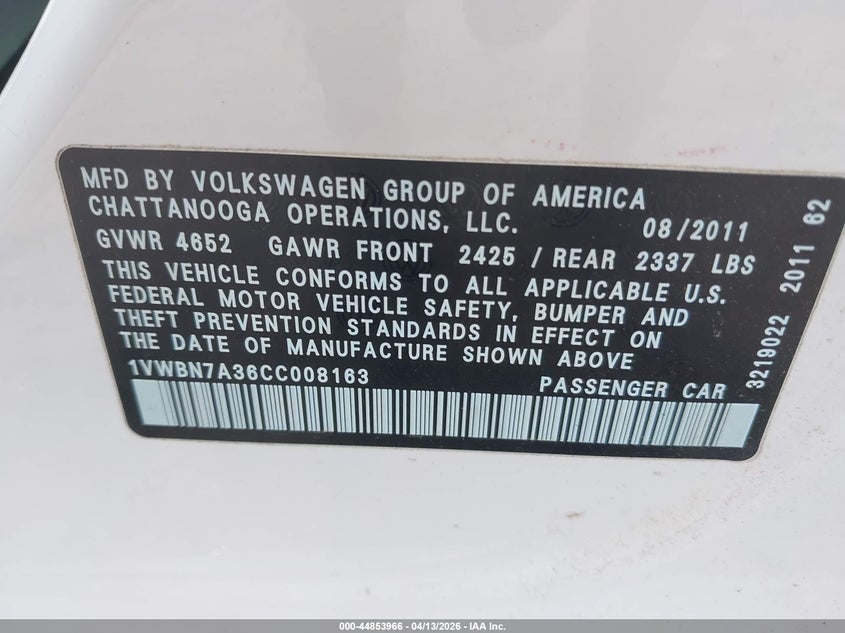 MFD BY VOLKSWAGEN GROUP OF AMERICA
CHATTANOOGA OPERATIONS, LLC. 08/2011
GVWR 4652 GAWR FRONT 2425 / REAR 2337 LBS
THIS VEHICLE CONFORMS TO ALL APPLICABLE U.S.
FEDERAL MOTOR VEHICLE SAFETY, BUMPER AND
THEFT PREVENTION STANDARDS IN EFFECT ON
THE DATE OF MANUFACTURE SHOWN ABOVE
1VWBN7A36CC008163 PASSENGER CAR
3219022 2011 62
000-44853966 | 04/13/2026 | IAA Inc.